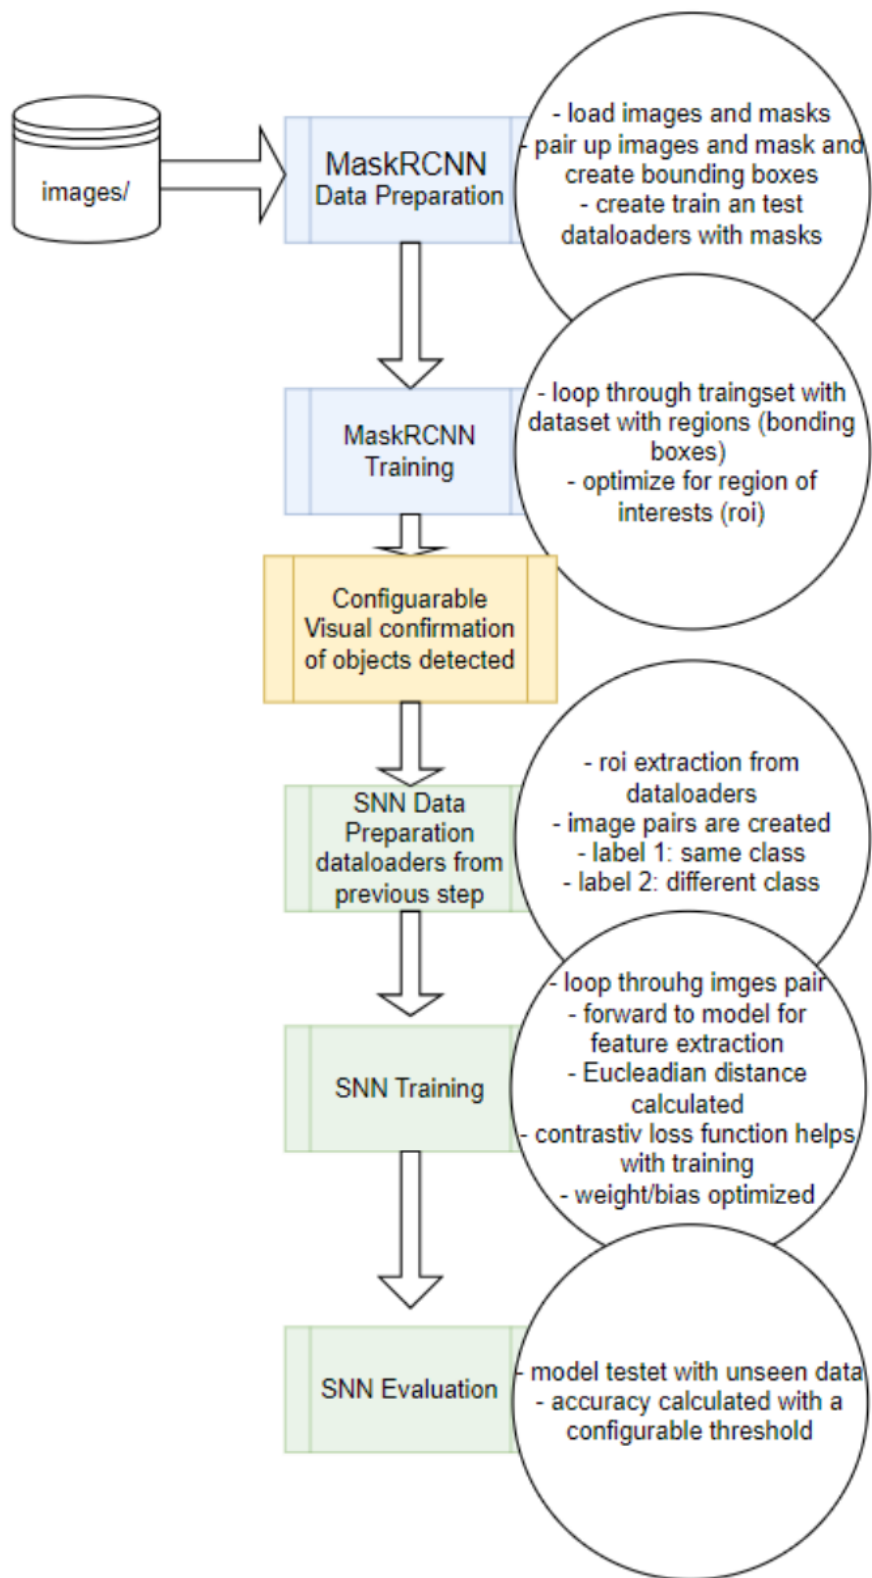 images/
MaskRCNN
Data Preparation
- load images and masks
- pair up images and mask and
create bounding boxes
- create train an test
dataloaders with masks
MaskRCNN
Training
- loop through traingset with
dataset with regions (bonding
boxes)
- optimize for region of
interests (roi)
Configuarable
Visual confirmation
of objects detected
SNN Data
Preparation
dataloaders from
previous step
- roi extraction from
dataloaders
- image pairs are created
- label 1: same class
- label 2: different class
SNN Training
- loop throuhg imges pair
- forward to model for
feature extraction
- Eucleadian distance
calculated
- contrastiv loss function helps
with training
- weight/bias optimized
SNN Evaluation
- model testet with unseen data
- accuracy calculated with a
configurable threshold